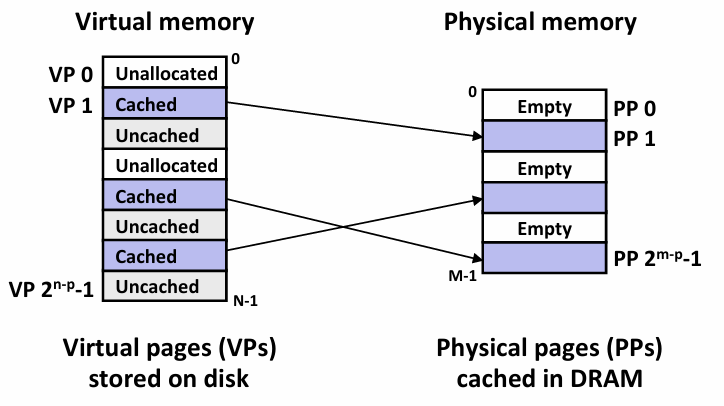 Virtual memory
Physical memory
0
VP 0
Unallocated
VP 1
Cached
Uncached
Unallocated
Cached
Uncached
Cached
VP 2ⁿ⁻ᵖ-1
Uncached
N-1
0
Empty
PP 0
PP 1
Empty
Empty
PP 2ᵐ⁻ᵖ-1
M-1
Virtual pages (VPs)
stored on disk
Physical pages (PPs)
cached in DRAM